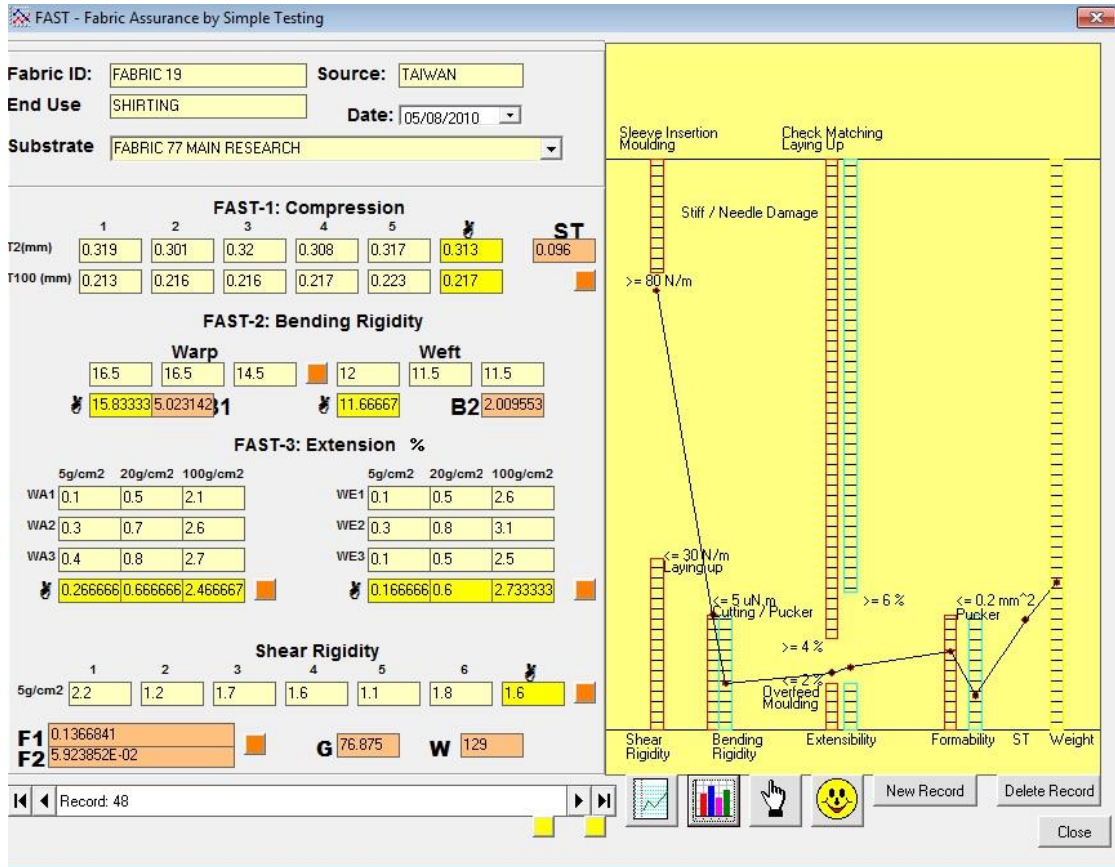 FAST - Fabric Assurance by Simple Testing
Fabric ID: FABRIC 19 Source: TAIWAN
End Use SHIRTING Date: 05/08/2010
Substrate FABRIC 77 MAIN RESEARCH
FAST-1: Compression
1 2 3 4 5 ST
T2(mm) 0.319 0.301 0.32 0.308 0.317 0.313 0.096
T100 (mm) 0.213 0.216 0.216 0.217 0.223 0.217
FAST-2: Bending Rigidity
Warp Weft
16.5 16.5 14.5 12 11.5 11.5
15.83333 5.023142 B1 11.66667 B2 2.009553
FAST-3: Extension %
5g/cm2 20g/cm2 100g/cm2 5g/cm2 20g/cm2 100g/cm2
WA1 0.1 0.5 2.1 WE1 0.1 0.5 2.6
WA2 0.3 0.7 2.6 WE2 0.3 0.8 3.1
WA3 0.4 0.8 2.7 WE3 0.1 0.5 2.5
0.266666 0.666666 2.466667 0.166666 0.6 2.733333
Shear Rigidity
1 2 3 4 5 6
5g/cm2 2.2 1.2 1.7 1.6 1.1 1.8 1.6
F1 0.1366841
F2 5.923852E-02
G 76.875 W 129
Record: 48
Sleeve Insertion
Moulding
Check Matching
Laying Up
Stiff / Needle Damage
>= 80 N/m
<= 30 N/m
Laying up
<= 5 uN.m
Cutting / Pucker
>= 6 %
<= 0.2 mm^2
Pucker
>= 4 %
<= 2 %
Overfeed
Moulding
Shear
Rigidity
Bending
Rigidity
Extensibility
Formability
ST
Weight
New Record
Delete Record
Close